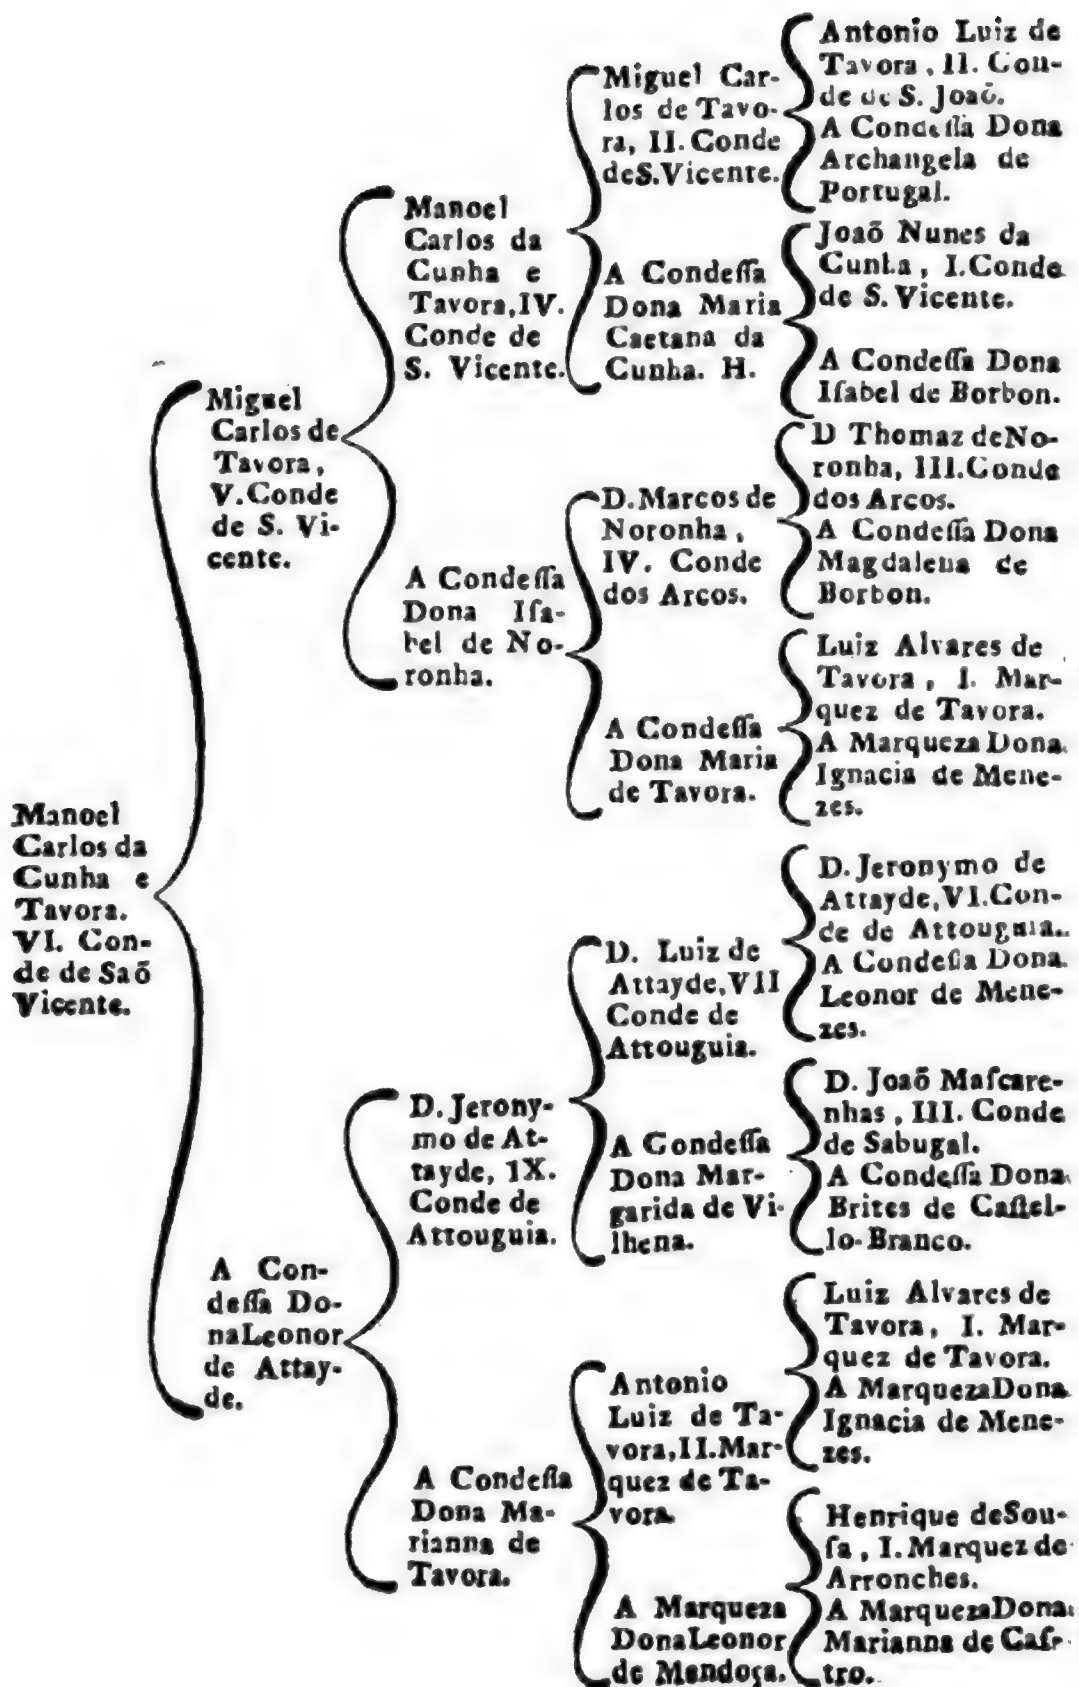 Manoel
Carlos da
Cunha e
Tavora.
VI. Con-
de de Saõ
Vicente.
Miguel
Carlos de
Tavora,
V. Conde
de S. Vi-
cente.
A Con-
deſſa Do-
na Leonor
de Attay-
de.
Manoel
Carlos da
Cunha e
Tavora, IV.
Conde de
S. Vicente.
A Condeſſa
Dona Iſa-
bel de No-
ronha.
D. Jerony-
mo de At-
tayde, IX.
Conde de
Attouguia.
A Condeſſa
Dona Ma-
rianna de
Tavora.
Miguel Car-
los de Tavo-
ra, II. Conde
de S. Vicente.
A Condeſſa
Dona Maria
Caetana da
Cunha. H.
D. Marcos de
Noronha,
IV. Conde
dos Arcos.
A Condeſſa
Dona Maria
de Tavora.
D. Luiz de
Attayde, VII
Conde de
Attouguia.
A Condeſſa
Dona Mar-
garida de Vi-
lhena.
Antonio
Luiz de Ta-
vora, II. Mar-
quez de Ta-
vora.
A Marqueza
Dona Leonor
de Mendoça.
Antonio Luiz de
Tavora, II. Con-
de de S. Joaõ.
A Condeſſa Dona
Archangela de
Portugal.
Joaõ Nunes da
Cunha, I. Conde
de S. Vicente.
A Condeſſa Dona
Iſabel de Borbon.
D Thomaz de No-
ronha, III. Conde
dos Arcos.
A Condeſſa Dona
Magdalena de
Borbon.
Luiz Alvares de
Tavora, I. Mar-
quez de Tavora.
A Marqueza Dona
Ignacia de Mene-
zes.
D. Jeronymo de
Attayde, VI. Con-
de de Attouguia.
A Condeſſa Dona
Leonor de Mene-
zes.
D. Joaõ Maſcare-
nhas, III. Conde
de Sabugal.
A Condeſſa Dona
Brites de Caſtel-
lo-Branco.
Luiz Alvares de
Tavora, I. Mar-
quez de Tavora.
A Marqueza Dona
Ignacia de Mene-
zes.
Henrique de Sou-
ſa, I. Marquez de
Arronches.
A Marqueza Dona
Marianna de Caſ-
tro.